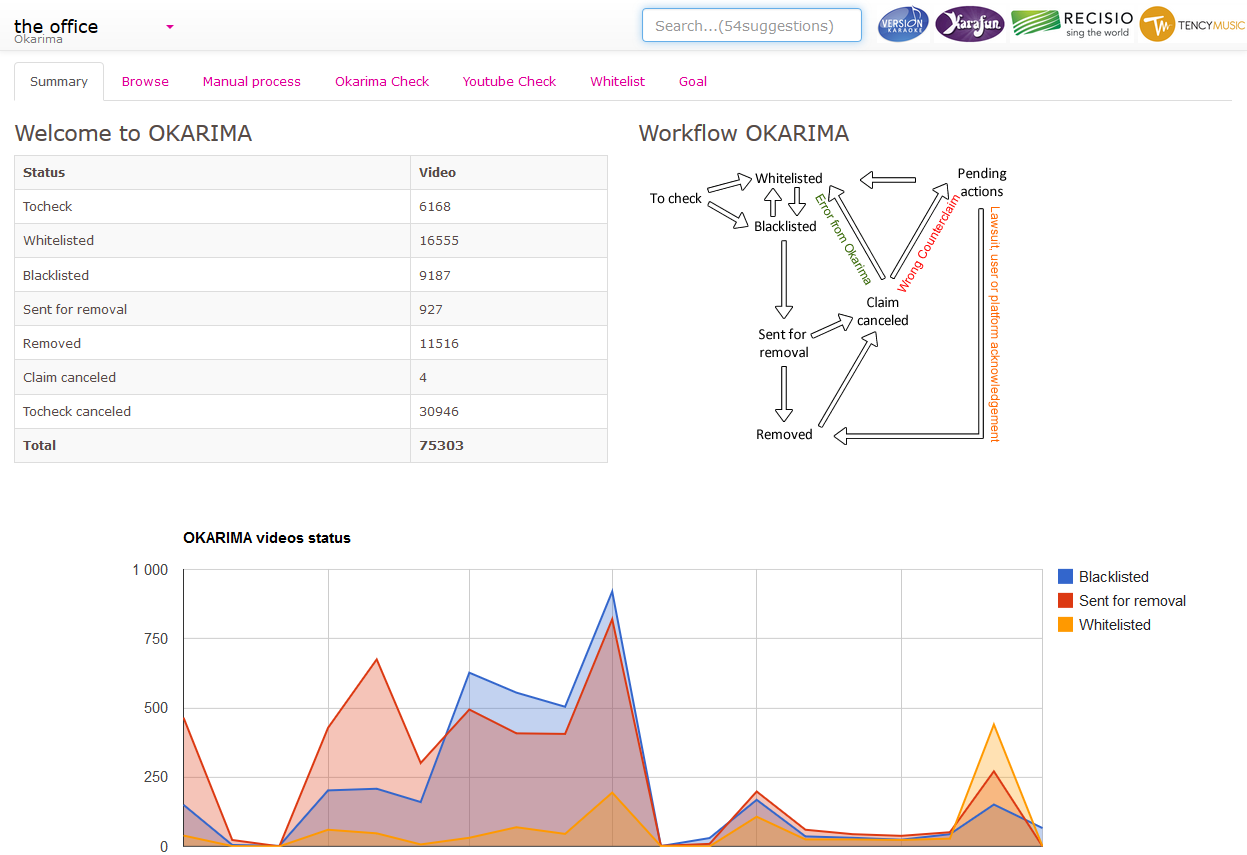 the office
Okarima
Search...(54suggestions)
VERSION
KARAOKE
KaraFun
RECISIO
sing the world
TM
TENCYMUSIC
Summary Browse Manual process Okarima Check Youtube Check Whitelist Goal
Welcome to OKARIMA
Status Video
Tocheck 6168
Whitelisted 16555
Blacklisted 9187
Sent for removal 927
Removed 11516
Claim canceled 4
Tocheck canceled 30946
Total 75303
Workflow OKARIMA
To check
Whitelisted
Blacklisted
Pending
actions
Error from Okarima
Wrong Counterclaim
Lawsuit, user or platform acknowledgement
Claim
canceled
Sent for
removal
Removed
OKARIMA videos status
1 000
750
500
250
0
Blacklisted
Sent for removal
Whitelisted